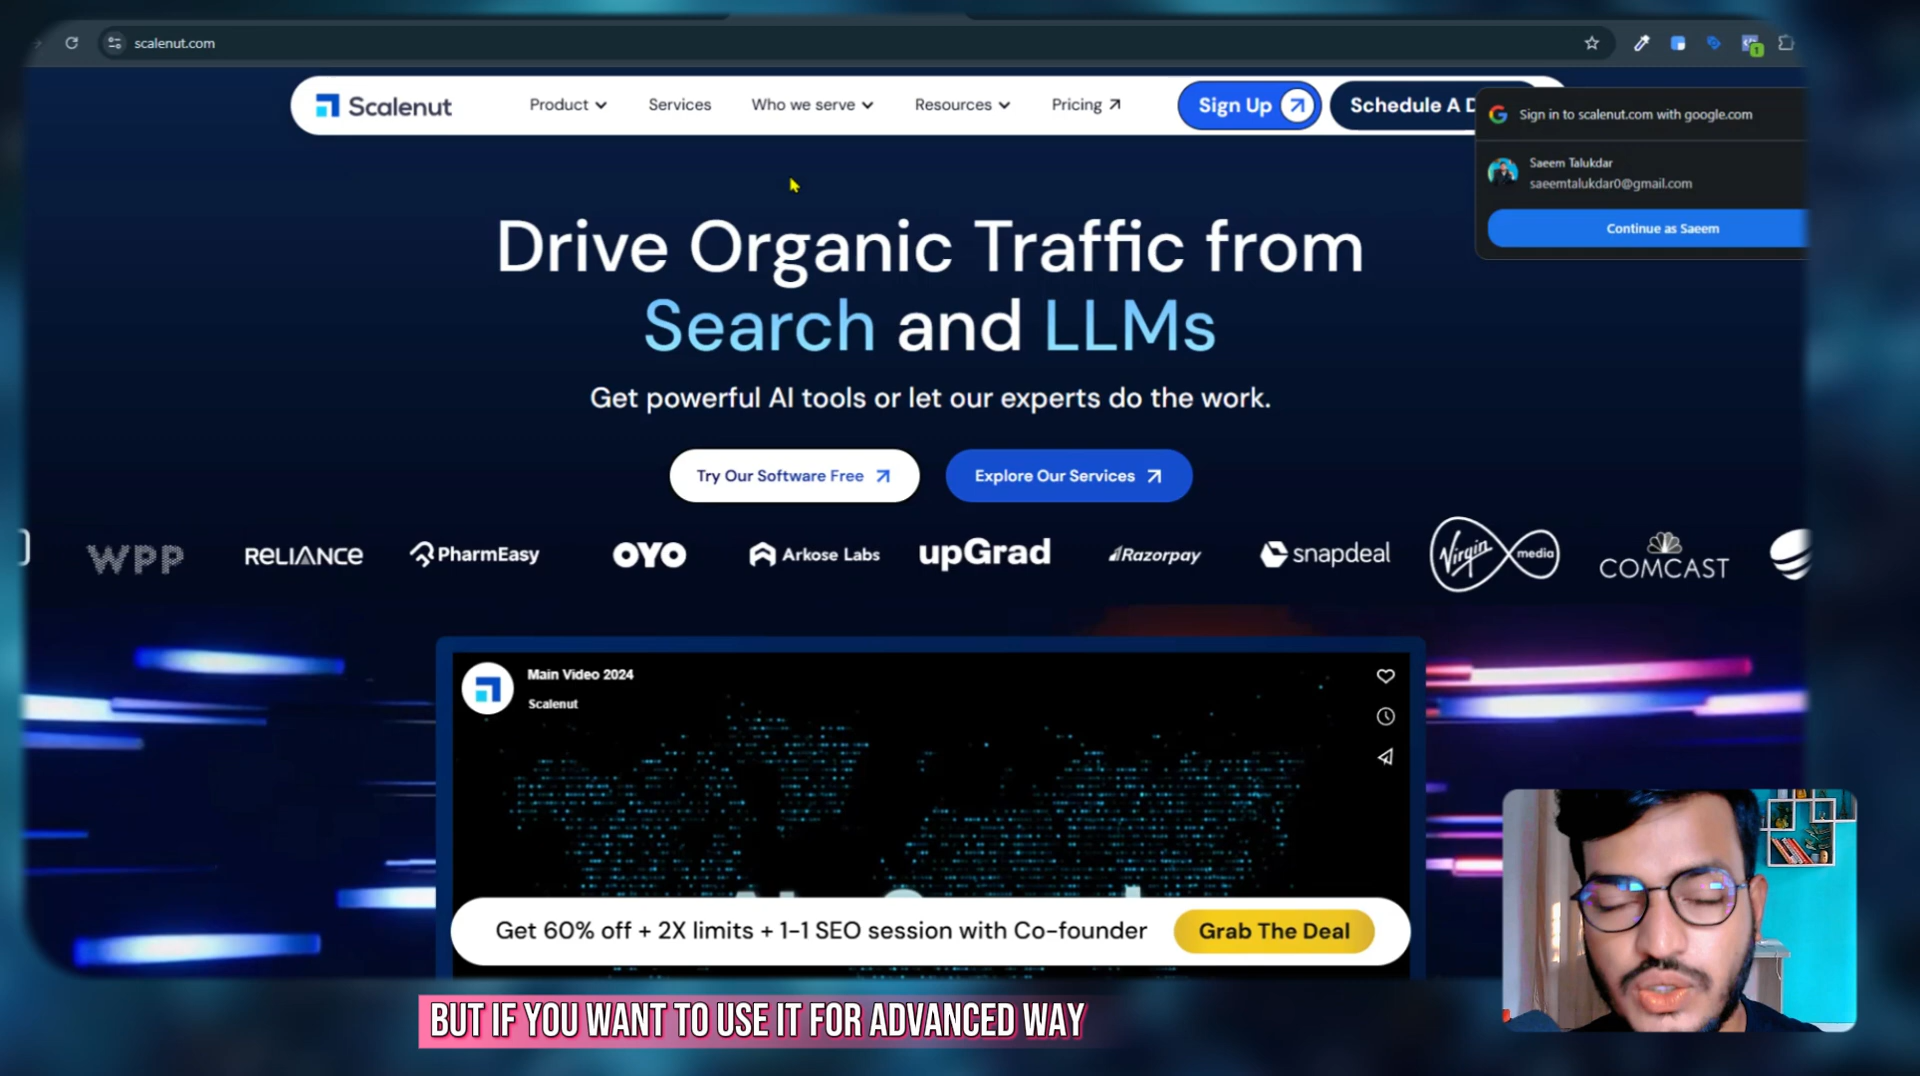 scalenut.com
1
Scalenut
Product
Services
Who we serve
Resources
Pricing
Sign Up
Schedule A D
Sign in to scalenut.com with google.com
Saeem Talukdar
saeemtalukdar0@gmail.com
Continue as Saeem
Drive Organic Traffic from
Search and LLMs
Get powerful AI tools or let our experts do the work.
Try Our Software Free
Explore Our Services
WPP
RELIANCE
PharmEasy
OYO
Arkose Labs
upGrad
Razorpay
snapdeal
Virgin media
COMCAST
Main Video 2024
Scalenut
Get 60% off + 2X limits + 1-1 SEO session with Co-founder
Grab The Deal
BUT IF YOU WANT TO USE IT FOR ADVANCED WAY